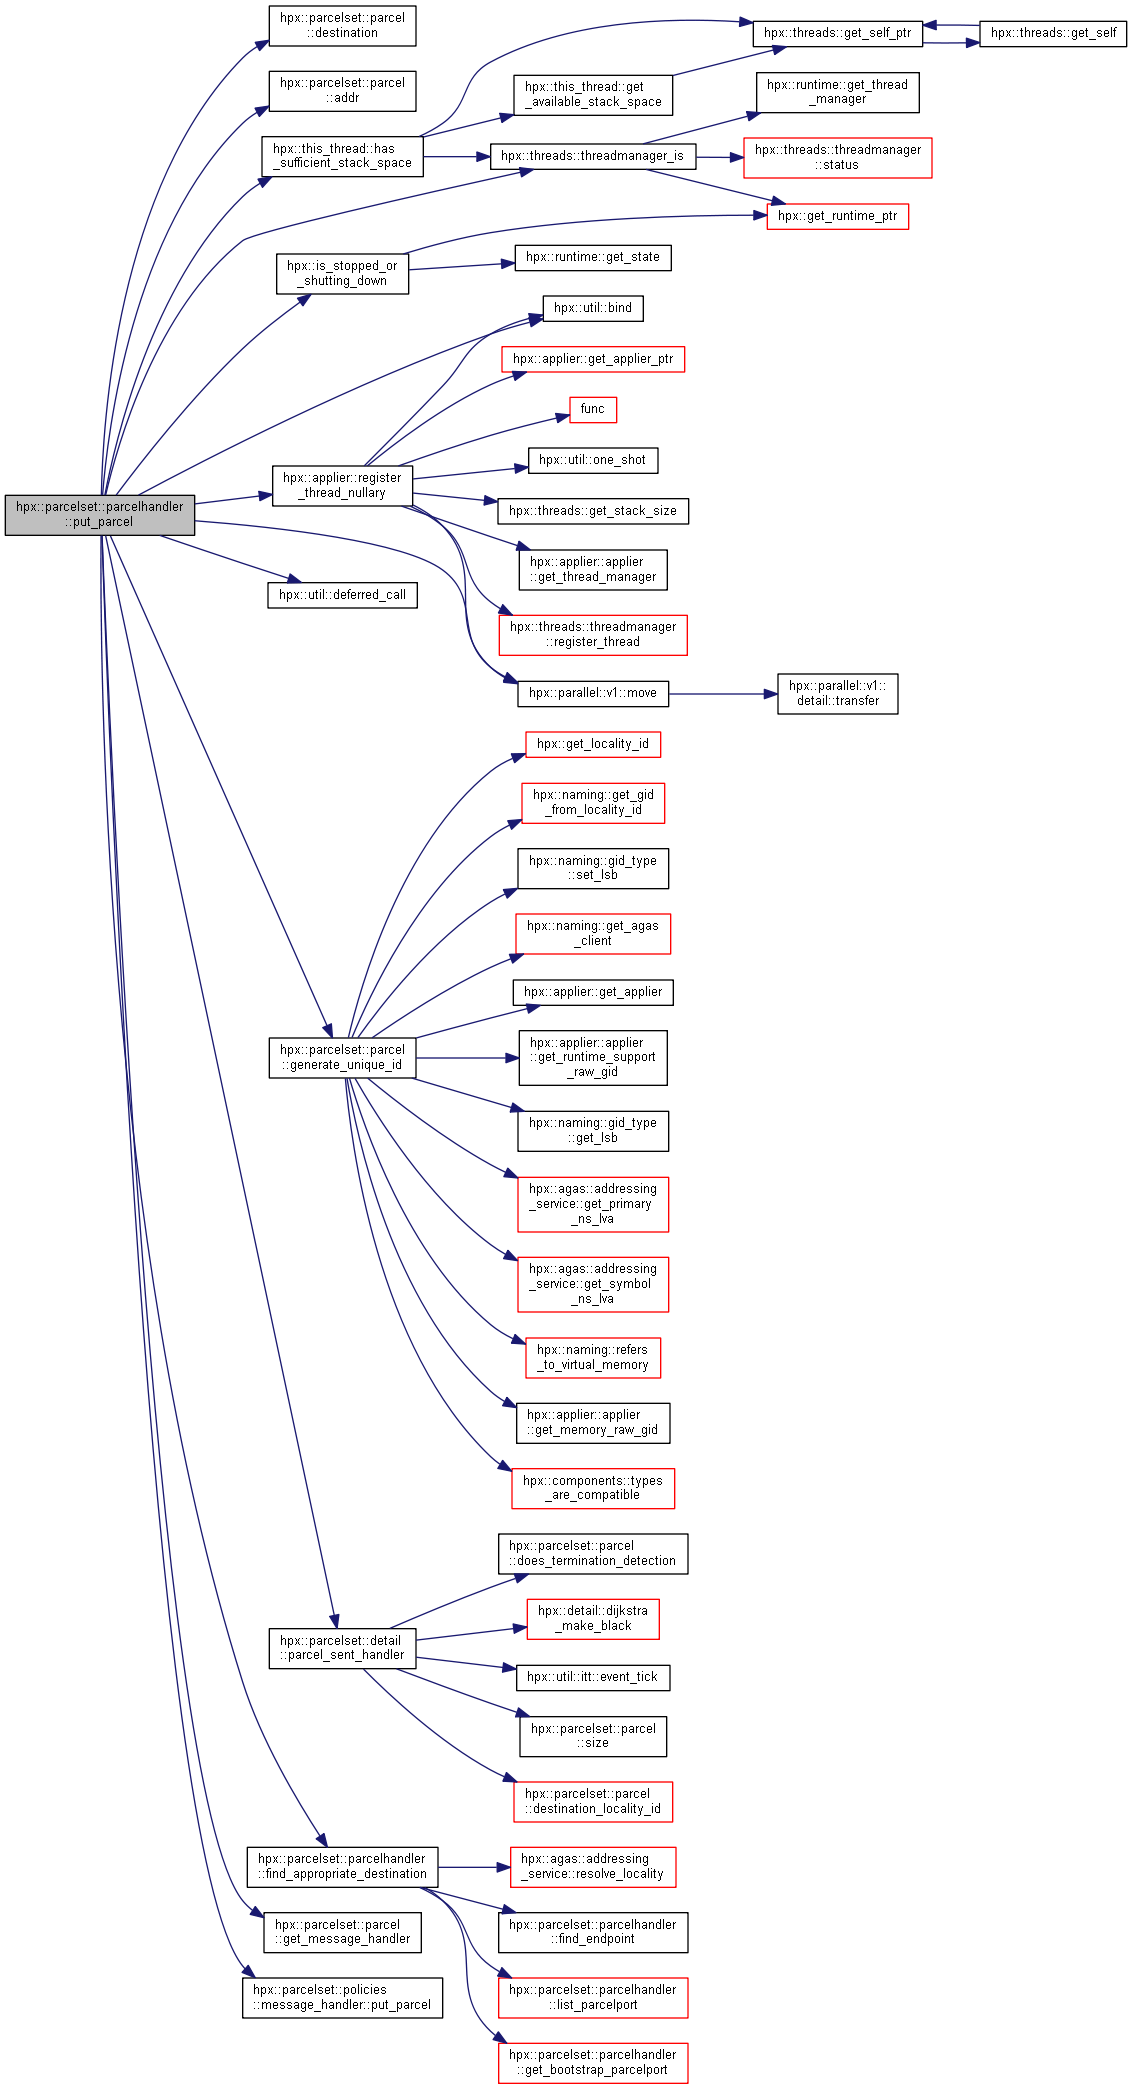 hpx::parcelset::parcel
::destination
hpx::threads::get_self_ptr
hpx::threads::get_self
hpx::parcelset::parcel
::addr
hpx::this_thread::get
_available_stack_space
hpx::runtime::get_thread
_manager
hpx::this_thread::has
_sufficient_stack_space
hpx::threads::threadmanager_is
hpx::threads::threadmanager
::status
hpx::get_runtime_ptr
hpx::is_stopped_or
_shutting_down
hpx::runtime::get_state
hpx::util::bind
hpx::applier::get_applier_ptr
func
hpx::util::one_shot
hpx::applier::register
_thread_nullary
hpx::threads::get_stack_size
hpx::parcelset::parcelhandler
::put_parcel
hpx::applier::applier
::get_thread_manager
hpx::util::deferred_call
hpx::threads::threadmanager
::register_thread
hpx::parallel::v1::move
hpx::parallel::v1::
detail::transfer
hpx::get_locality_id
hpx::naming::get_gid
_from_locality_id
hpx::naming::gid_type
::set_lsb
hpx::naming::get_agas
_client
hpx::applier::get_applier
hpx::parcelset::parcel
::generate_unique_id
hpx::applier::applier
::get_runtime_support
_raw_gid
hpx::naming::gid_type
::get_lsb
hpx::agas::addressing
_service::get_primary
_ns_lva
hpx::agas::addressing
_service::get_symbol
_ns_lva
hpx::naming::refers
_to_virtual_memory
hpx::applier::applier
::get_memory_raw_gid
hpx::components::types
_are_compatible
hpx::parcelset::parcel
::does_termination_detection
hpx::detail::dijkstra
_make_black
hpx::parcelset::detail
::parcel_sent_handler
hpx::util::itt::event_tick
hpx::parcelset::parcel
::size
hpx::parcelset::parcel
::destination_locality_id
hpx::parcelset::parcelhandler
::find_appropriate_destination
hpx::agas::addressing
_service::resolve_locality
hpx::parcelset::parcel
::get_message_handler
hpx::parcelset::parcelhandler
::find_endpoint
hpx::parcelset::policies
::message_handler::put_parcel
hpx::parcelset::parcelhandler
::list_parcelport
hpx::parcelset::parcelhandler
::get_bootstrap_parcelport